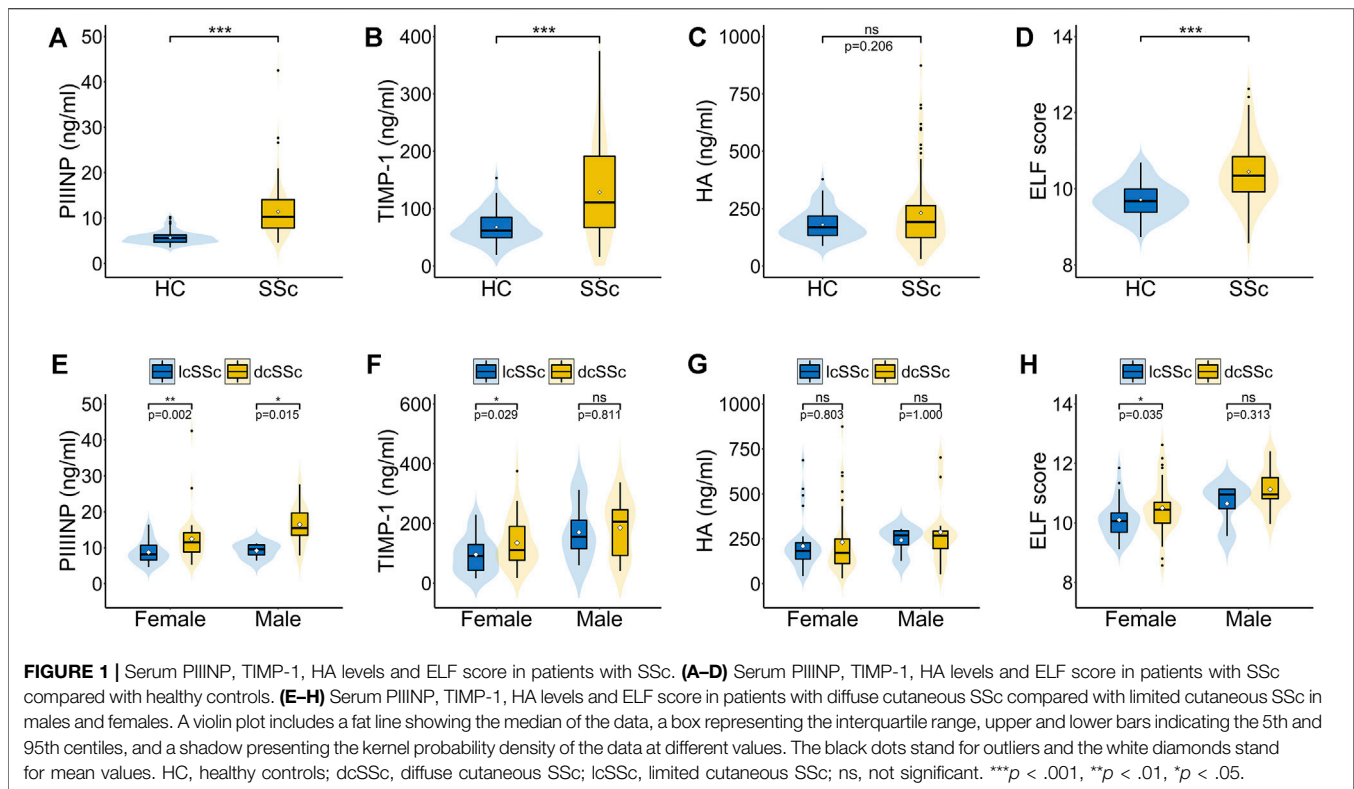 A
B
C
D
PIIINP (ng/ml)
50
40
30
20
10
0
***
HC
SSc
TIMP-1 (ng/ml)
400
300
200
100
0
***
HC
SSc
HA (ng/ml)
1000
750
500
250
0
ns
p=0.206
HC
SSc
ELF score
14
12
10
8
***
HC
SSc
E
lcSSc
dcSSc
PIIINP (ng/ml)
50
40
30
20
10
0
**
p=0.002
*
p=0.015
Female
Male
F
lcSSc
dcSSc
TIMP-1 (ng/ml)
600
400
200
0
*
p=0.029
ns
p=0.811
Female
Male
G
lcSSc
dcSSc
HA (ng/ml)
1000
750
500
250
0
ns
p=0.803
ns
p=1.000
Female
Male
H
lcSSc
dcSSc
ELF score
14
12
10
8
*
p=0.035
ns
p=0.313
Female
Male
FIGURE 1 | Serum PIIINP, TIMP-1, HA levels and ELF score in patients with SSc. (A–D) Serum PIIINP, TIMP-1, HA levels and ELF score in patients with SSc
compared with healthy controls. (E–H) Serum PIIINP, TIMP-1, HA levels and ELF score in patients with diffuse cutaneous SSc compared with limited cutaneous SSc in
males and females. A violin plot includes a fat line showing the median of the data, a box representing the interquartile range, upper and lower bars indicating the 5th and
95th centiles, and a shadow presenting the kernel probability density of the data at different values. The black dots stand for outliers and the white diamonds stand
for mean values. HC, healthy controls; dcSSc, diffuse cutaneous SSc; lcSSc, limited cutaneous SSc; ns, not significant. ***p < .001, **p < .01, *p < .05.